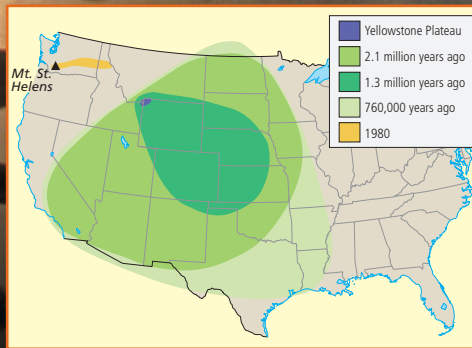 Yellowstone Plateau
2.1 million years ago
1.3 million years ago
760,000 years ago
1980
Mt. St.
Helens